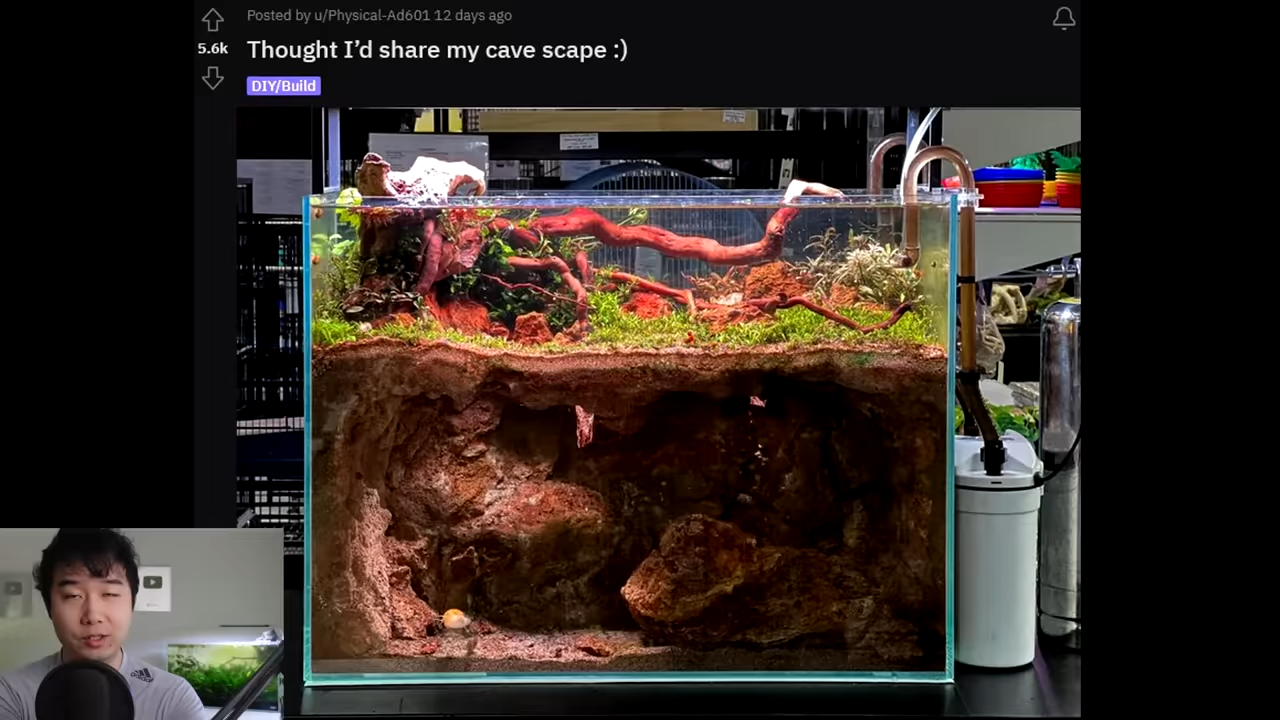 Posted by u/Physical-Ad601 12 days ago
5.6k
Thought I’d share my cave scape :)
DIY/Build